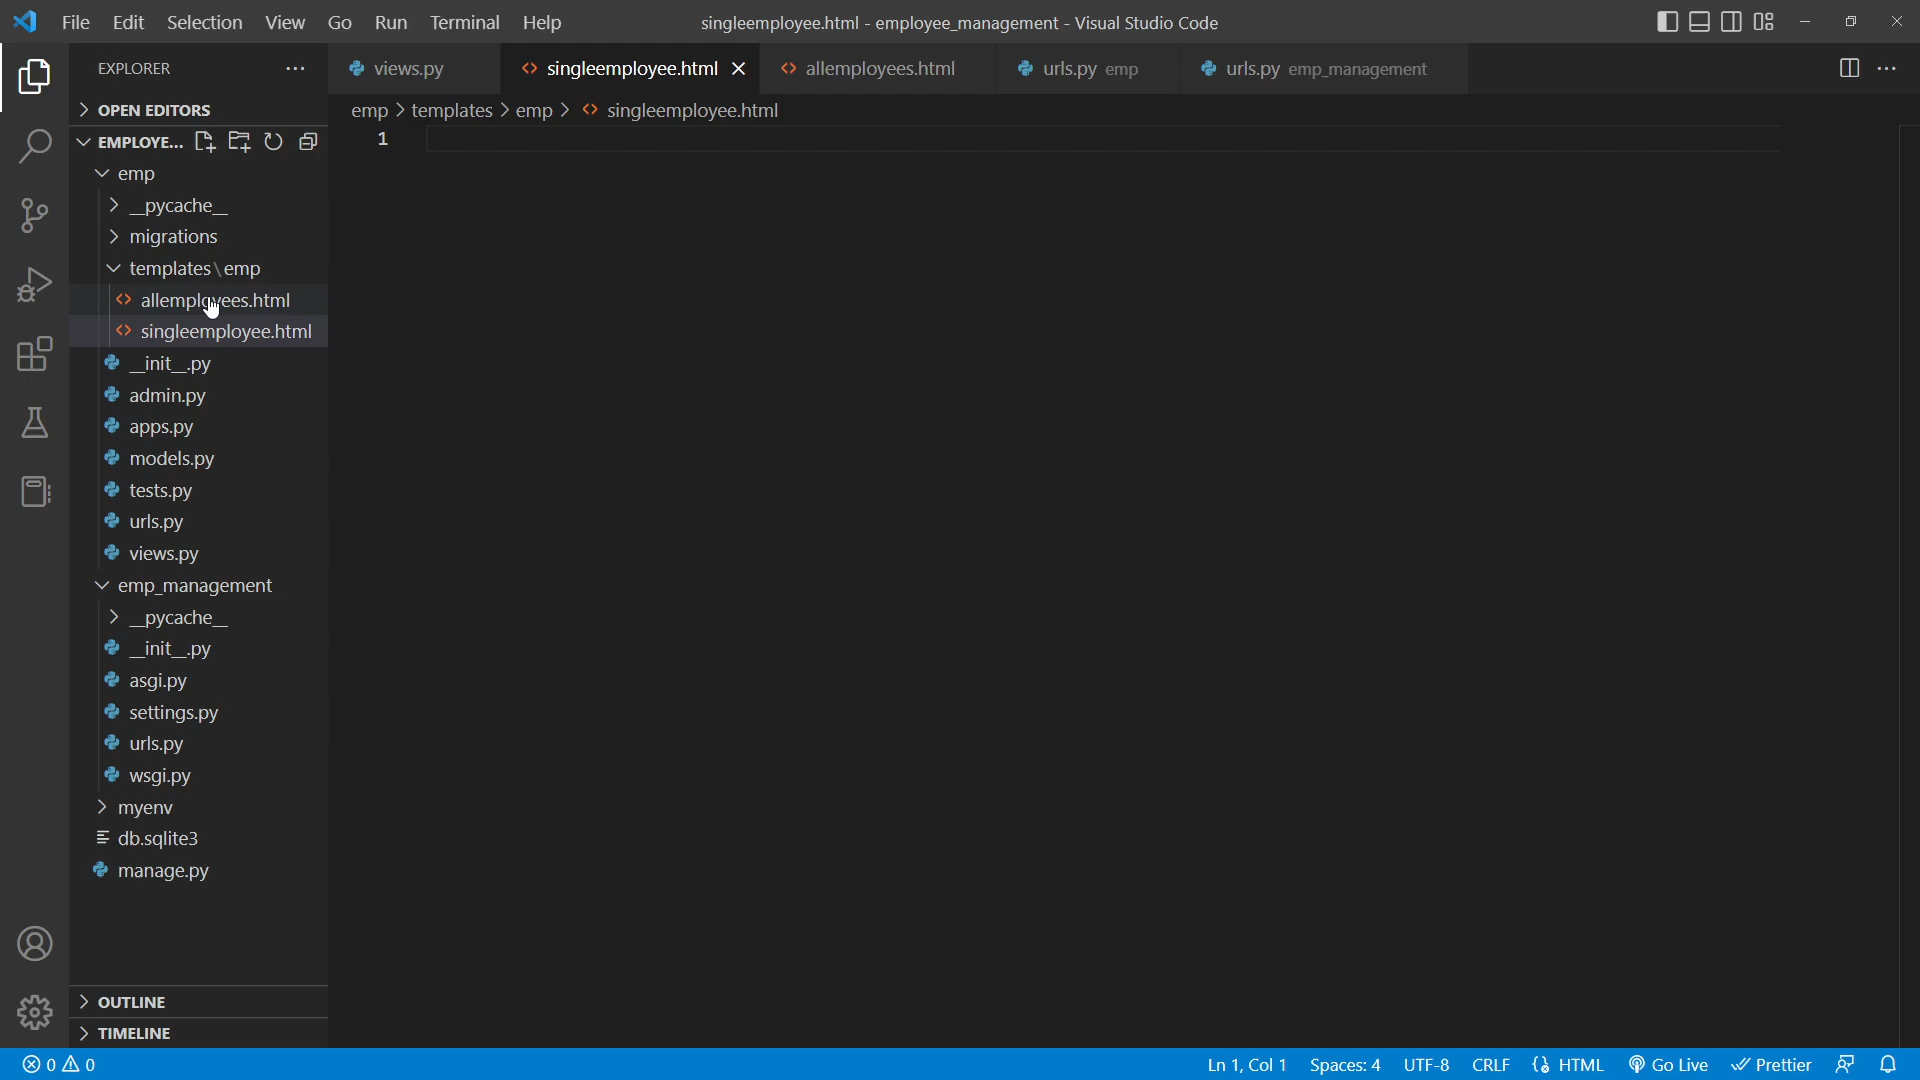 File Edit Selection View Go Run Terminal Help
singleemployee.html - employee_management - Visual Studio Code
EXPLORER
OPEN EDITORS
EMPLOYE...
emp
__pycache__
migrations
templates\emp
allemployees.html
singleemployee.html
__init__.py
admin.py
apps.py
models.py
tests.py
urls.py
views.py
emp_management
__pycache__
__init__.py
asgi.py
settings.py
urls.py
wsgi.py
myenv
db.sqlite3
manage.py
OUTLINE
TIMELINE
views.py singleemployee.html allemployees.html urls.py emp urls.py emp_management
emp > templates > emp > singleemployee.html
1
0 0 Ln 1, Col 1 Spaces: 4 UTF-8 CRLF HTML Go Live Prettier